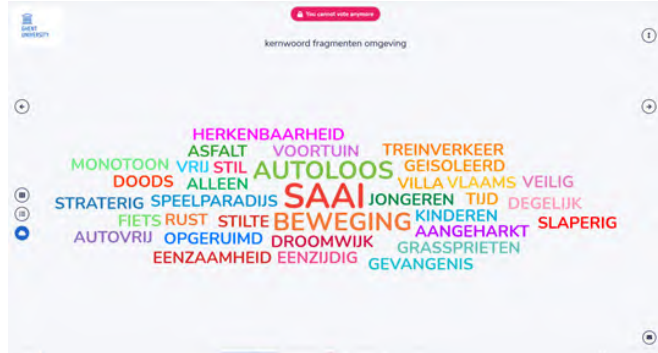 GHENT
UNIVERSITY
You cannot vote anymore
kernwoord fragmenten omgeving
HERKENBAARHEID
ASFALT VOORTUIN TREINVERKEER
MONOTOON VRIJ STIL AUTOLOOS GEISOLEERD
DOODS ALLEEN VILLA VLAAMS VEILIG
STRATERIG SPEELPARADIJS SAAI JONGEREN TIJD DEGELIJK
FIETS RUST STILTE BEWEGING KINDEREN SLAPERIG
AUTOVRIJ OPGERUIMD DROOMWIJK AANGEHARKT
GRASSPRIETEN
EENZAAMHEID EENZIJDIG GEVANGENIS